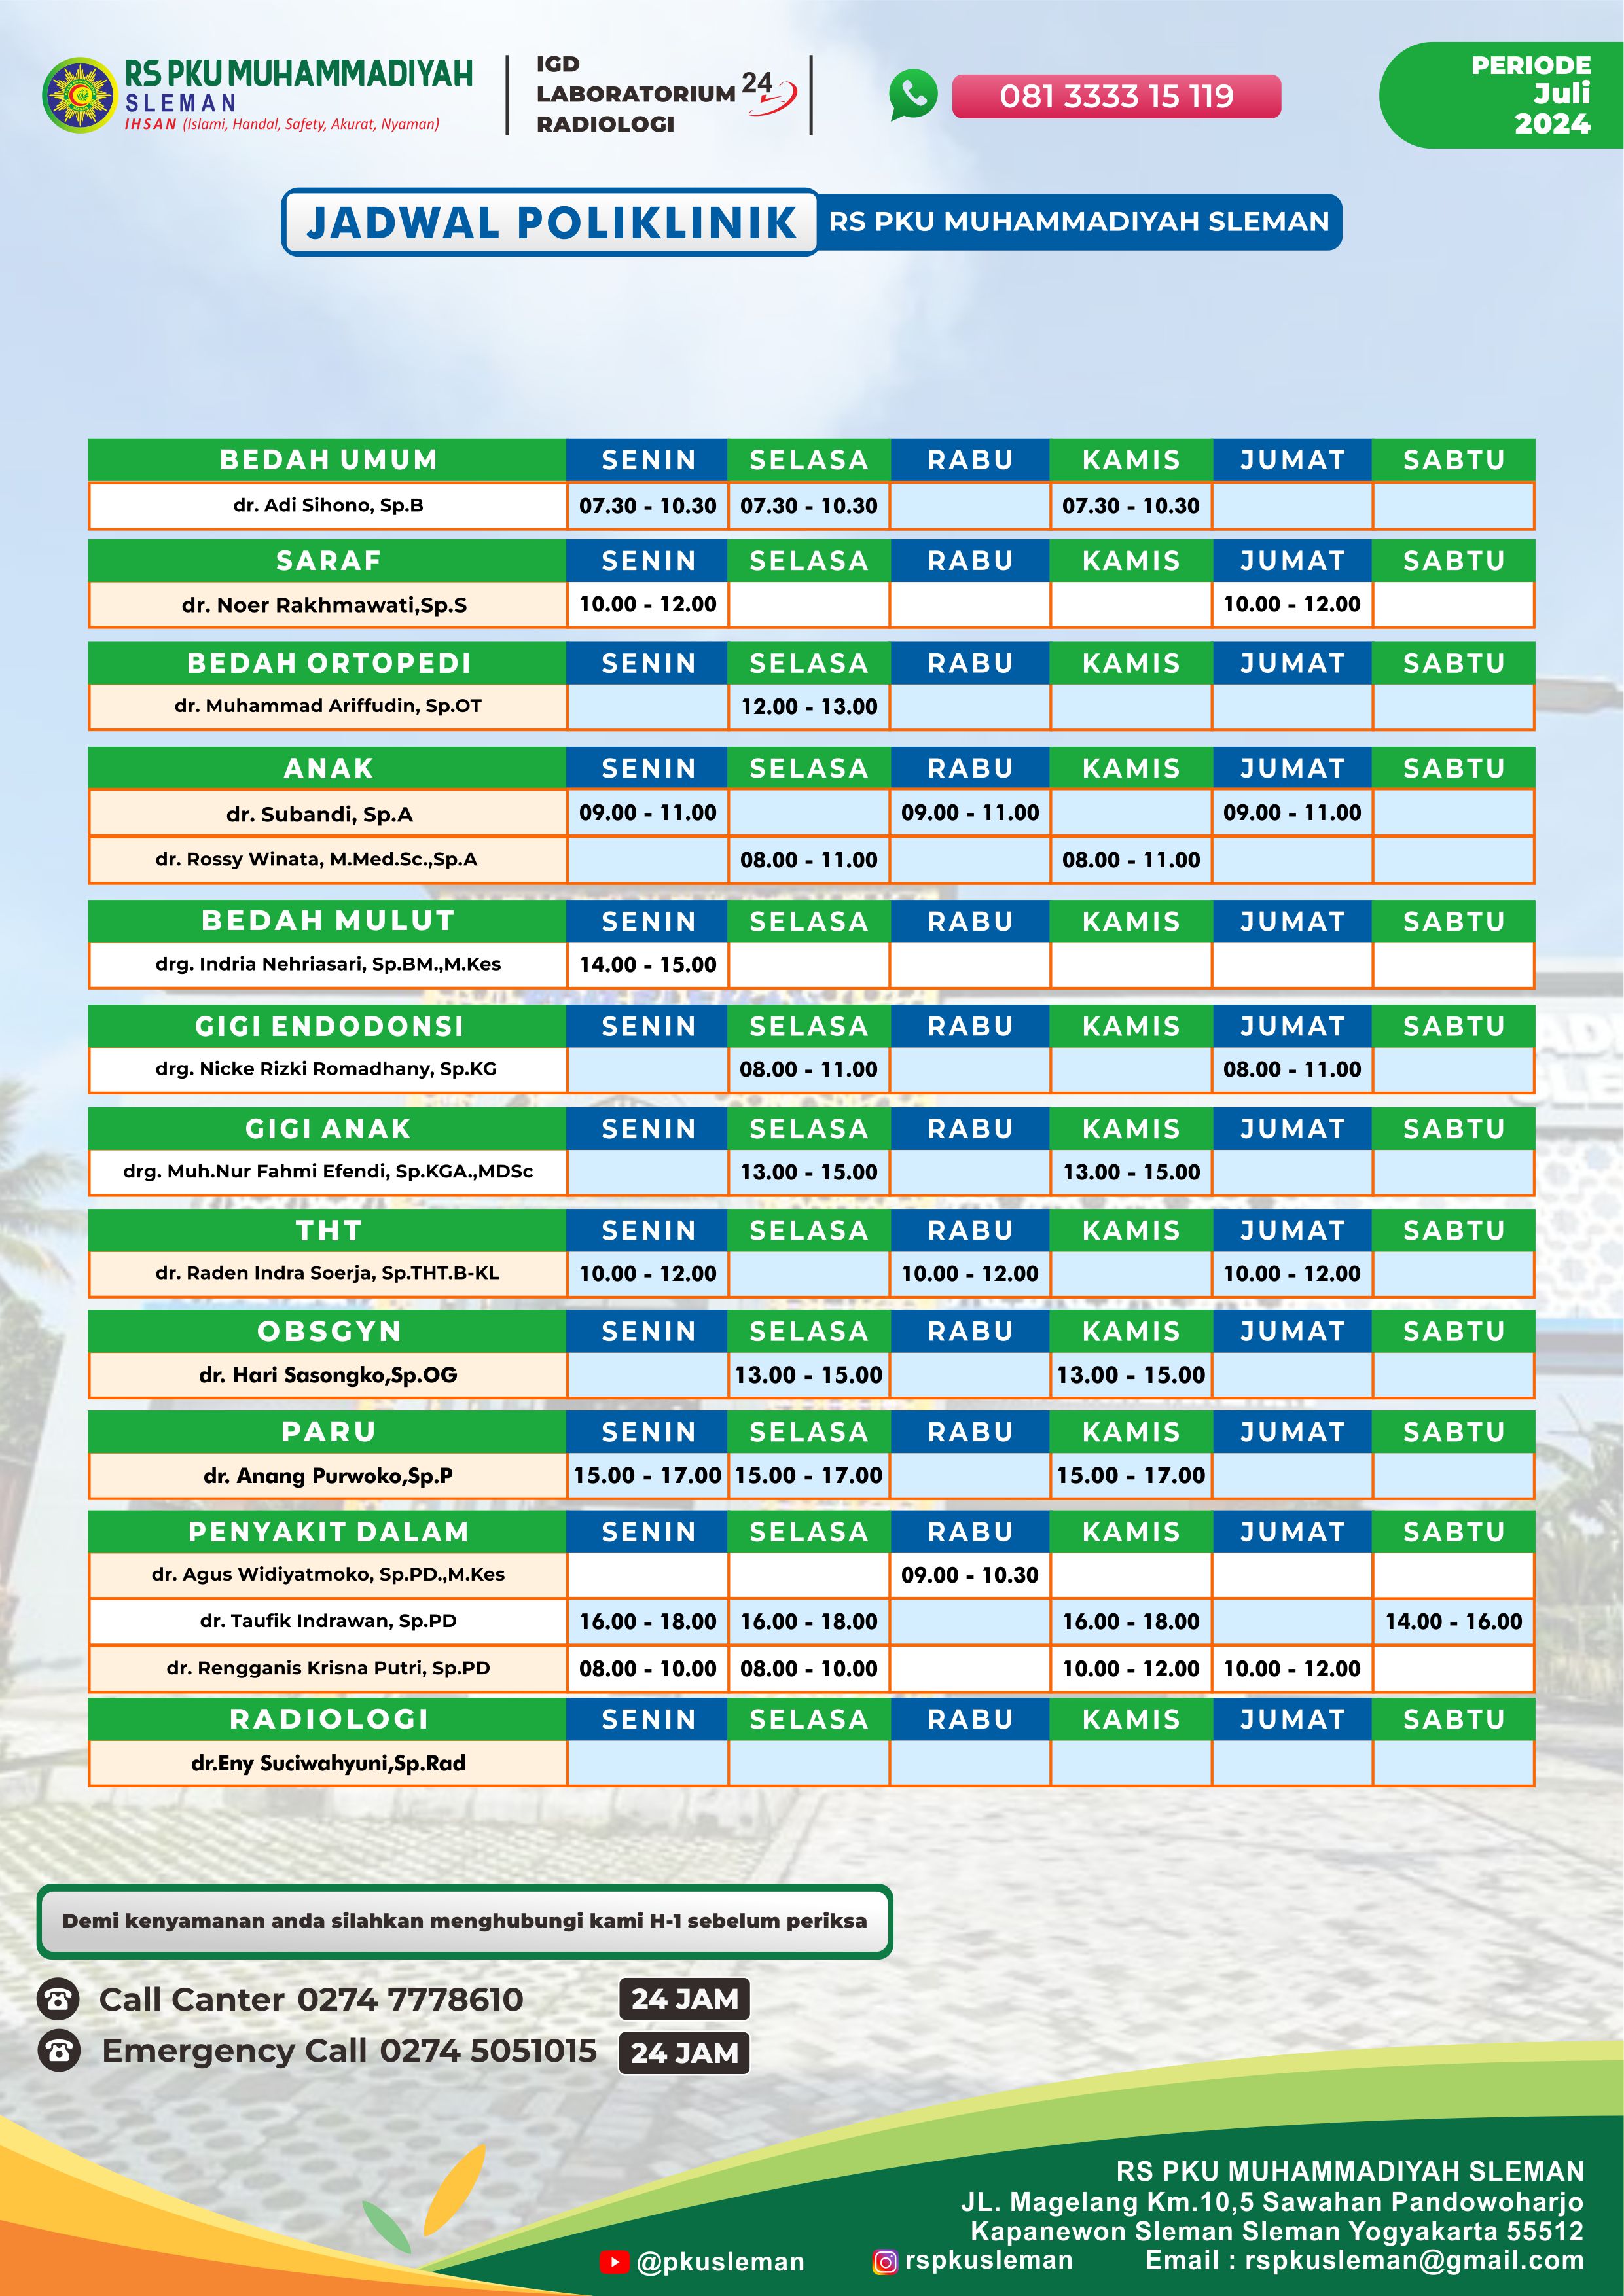 RS PKU MUHAMMADIYAH
SLEMAN
IHSAN (Islami, Handal, Safety, Akurat, Nyaman)
IGD
LABORATORIUM 24
RADIOLOGI
081 3333 15 119
PERIODE
Juli
2024
JADWAL POLIKLINIK RS PKU MUHAMMADIYAH SLEMAN
BEDAH UMUM SENIN SELASA RABU KAMIS JUMAT SABTU
dr. Adi Sihono, Sp.B 07.30 - 10.30 07.30 - 10.30 07.30 - 10.30
SARAF SENIN SELASA RABU KAMIS JUMAT SABTU
dr. Noer Rakhmawati,Sp.S 10.00 - 12.00 10.00 - 12.00
BEDAH ORTOPEDI SENIN SELASA RABU KAMIS JUMAT SABTU
dr. Muhammad Ariffudin, Sp.OT 12.00 - 13.00
ANAK SENIN SELASA RABU KAMIS JUMAT SABTU
dr. Subandi, Sp.A 09.00 - 11.00 09.00 - 11.00 09.00 - 11.00
dr. Rossy Winata, M.Med.Sc.,Sp.A 08.00 - 11.00 08.00 - 11.00
BEDAH MULUT SENIN SELASA RABU KAMIS JUMAT SABTU
drg. Indria Nehriasari, Sp.BM.,M.Kes 14.00 - 15.00
GIGI ENDODONSI SENIN SELASA RABU KAMIS JUMAT SABTU
drg. Nicke Rizki Romadhany, Sp.KG 08.00 - 11.00 08.00 - 11.00
GIGI ANAK SENIN SELASA RABU KAMIS JUMAT SABTU
drg. Muh.Nur Fahmi Efendi, Sp.KGA.,MDSc 13.00 - 15.00 13.00 - 15.00
THT SENIN SELASA RABU KAMIS JUMAT SABTU
dr. Raden Indra Soerja, Sp.THT.B-KL 10.00 - 12.00 10.00 - 12.00 10.00 - 12.00
OBSGYN SENIN SELASA RABU KAMIS JUMAT SABTU
dr. Hari Sasongko,Sp.OG 13.00 - 15.00 13.00 - 15.00
PARU SENIN SELASA RABU KAMIS JUMAT SABTU
dr. Anang Purwoko,Sp.P 15.00 - 17.00 15.00 - 17.00 15.00 - 17.00
PENYAKIT DALAM SENIN SELASA RABU KAMIS JUMAT SABTU
dr. Agus Widiyatmoko, Sp.PD.,M.Kes 09.00 - 10.30
dr. Taufik Indrawan, Sp.PD 16.00 - 18.00 16.00 - 18.00 16.00 - 18.00 14.00 - 16.00
dr. Rengganis Krisna Putri, Sp.PD 08.00 - 10.00 08.00 - 10.00 10.00 - 12.00 10.00 - 12.00
RADIOLOGI SENIN SELASA RABU KAMIS JUMAT SABTU
dr.Eny Suciwahyuni,Sp.Rad
Demi kenyamanan anda silahkan menghubungi kami H-1 sebelum periksa
Call Canter 0274 7778610 24 JAM
Emergency Call 0274 5051015 24 JAM
RS PKU MUHAMMADIYAH SLEMAN
JL. Magelang Km.10,5 Sawahan Pandowoharjo
Kapanewon Sleman Sleman Yogyakarta 55512
@pkusleman rspkusleman Email : rspkusleman@gmail.com